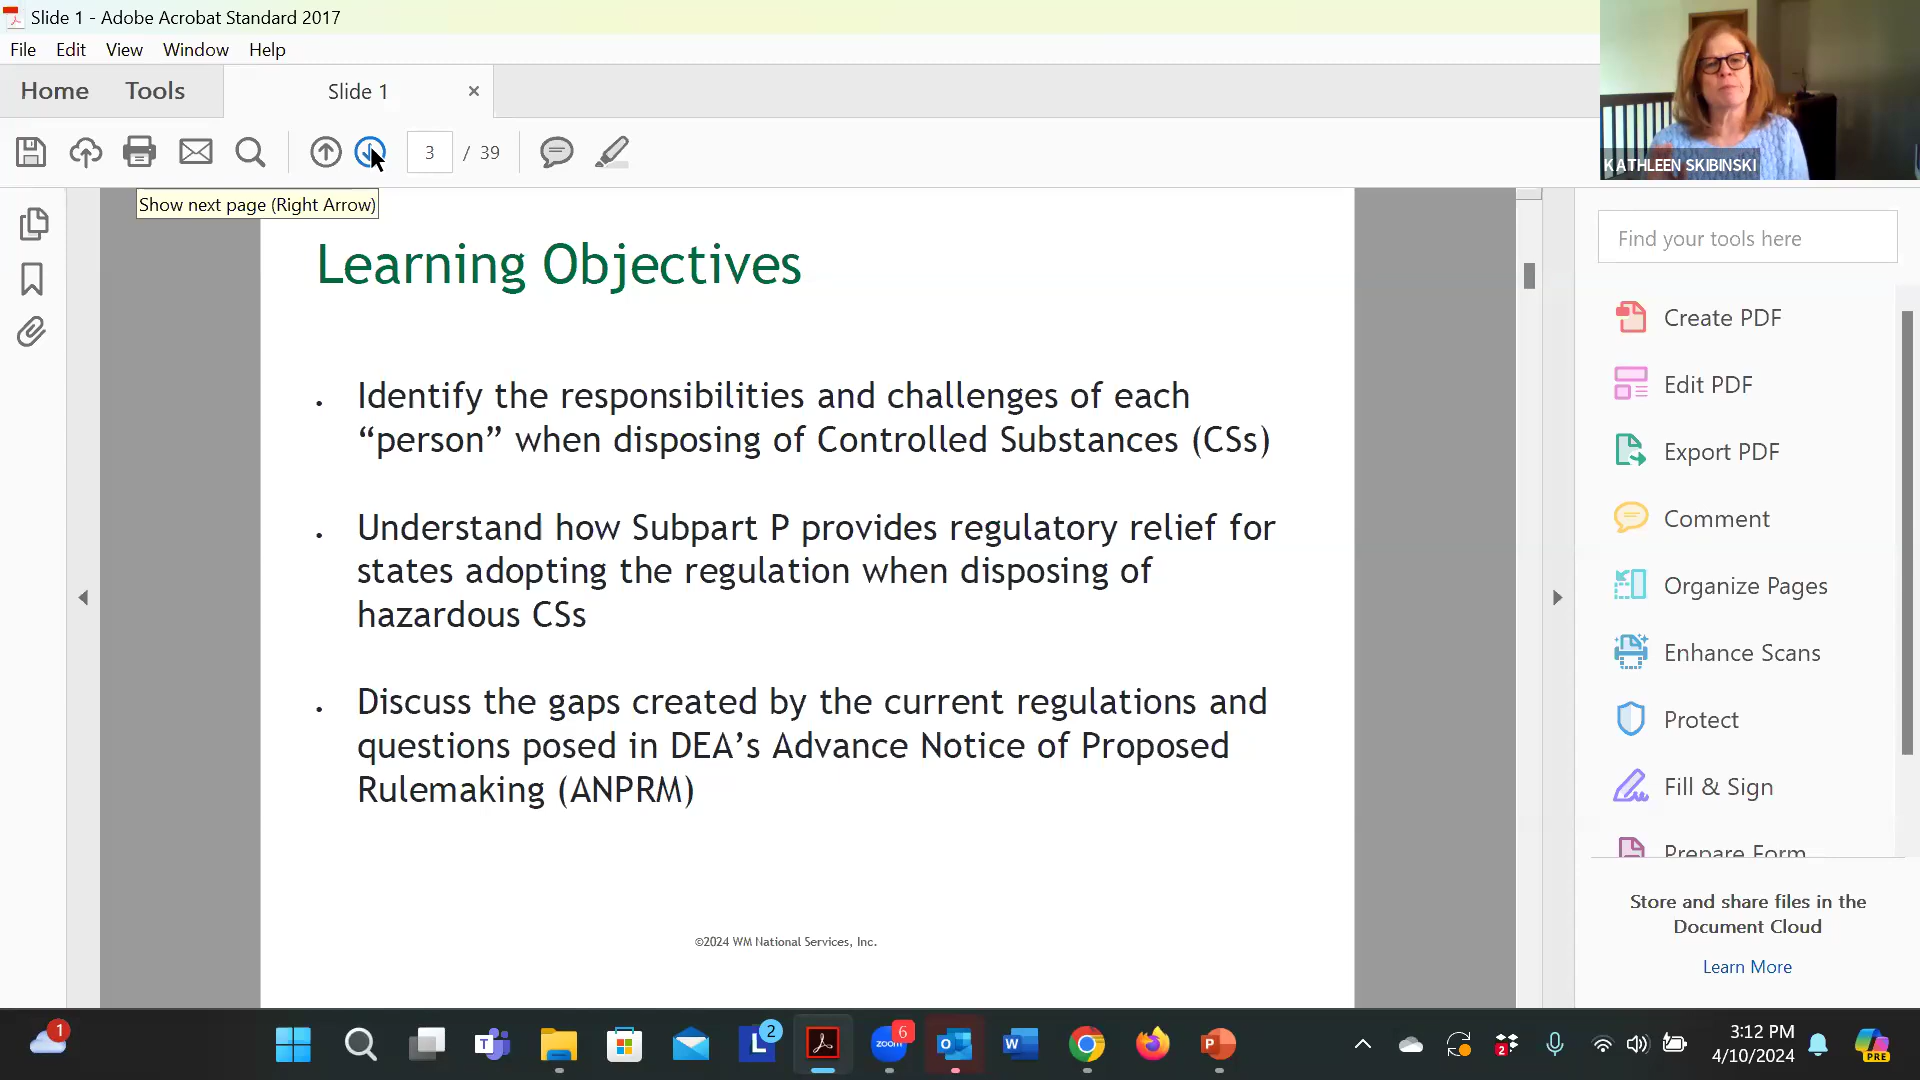 Slide 1 - Adobe Acrobat Standard 2017
File Edit View Window Help
Home Tools Slide 1 ×
3 / 39
Show next page (Right Arrow)
KATHLEEN SKIBINSKI
Learning Objectives
. Identify the responsibilities and challenges of each
“person” when disposing of Controlled Substances (CSs)
. Understand how Subpart P provides regulatory relief for
states adopting the regulation when disposing of
hazardous CSs
. Discuss the gaps created by the current regulations and
questions posed in DEA’s Advance Notice of Proposed
Rulemaking (ANPRM)
©2024 WM National Services, Inc.
Find your tools here
Create PDF
Edit PDF
Export PDF
Comment
Organize Pages
Enhance Scans
Protect
Fill & Sign
Prepare Form
Store and share files in the
Document Cloud
Learn More
1
T
L 2
zoom 6
O
W
P
2
3:12 PM
4/10/2024
PRE